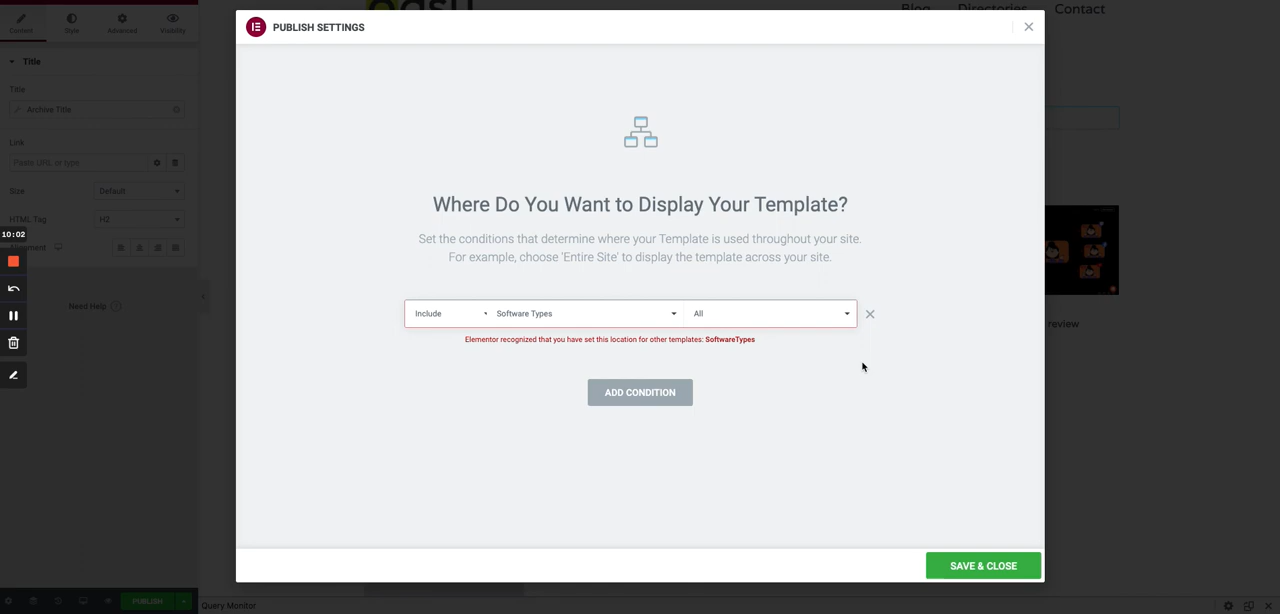 Blog
Directories
Contact
PUBLISH SETTINGS
Content
Style
Advanced
Visibility
Title
Title
Archive Title
Link
Paste URL or type
Size
Default
HTML Tag
H2
10:02
Need Help
Where Do You Want to Display Your Template?
Set the conditions that determine where your Template is used throughout your site.
For example, choose 'Entire Site' to display the template across your site.
Include
Software Types
All
Elementor recognized that you have set this location for other templates: SoftwareTypes
ADD CONDITION
review
SAVE & CLOSE
PUBLISH
Query Monitor